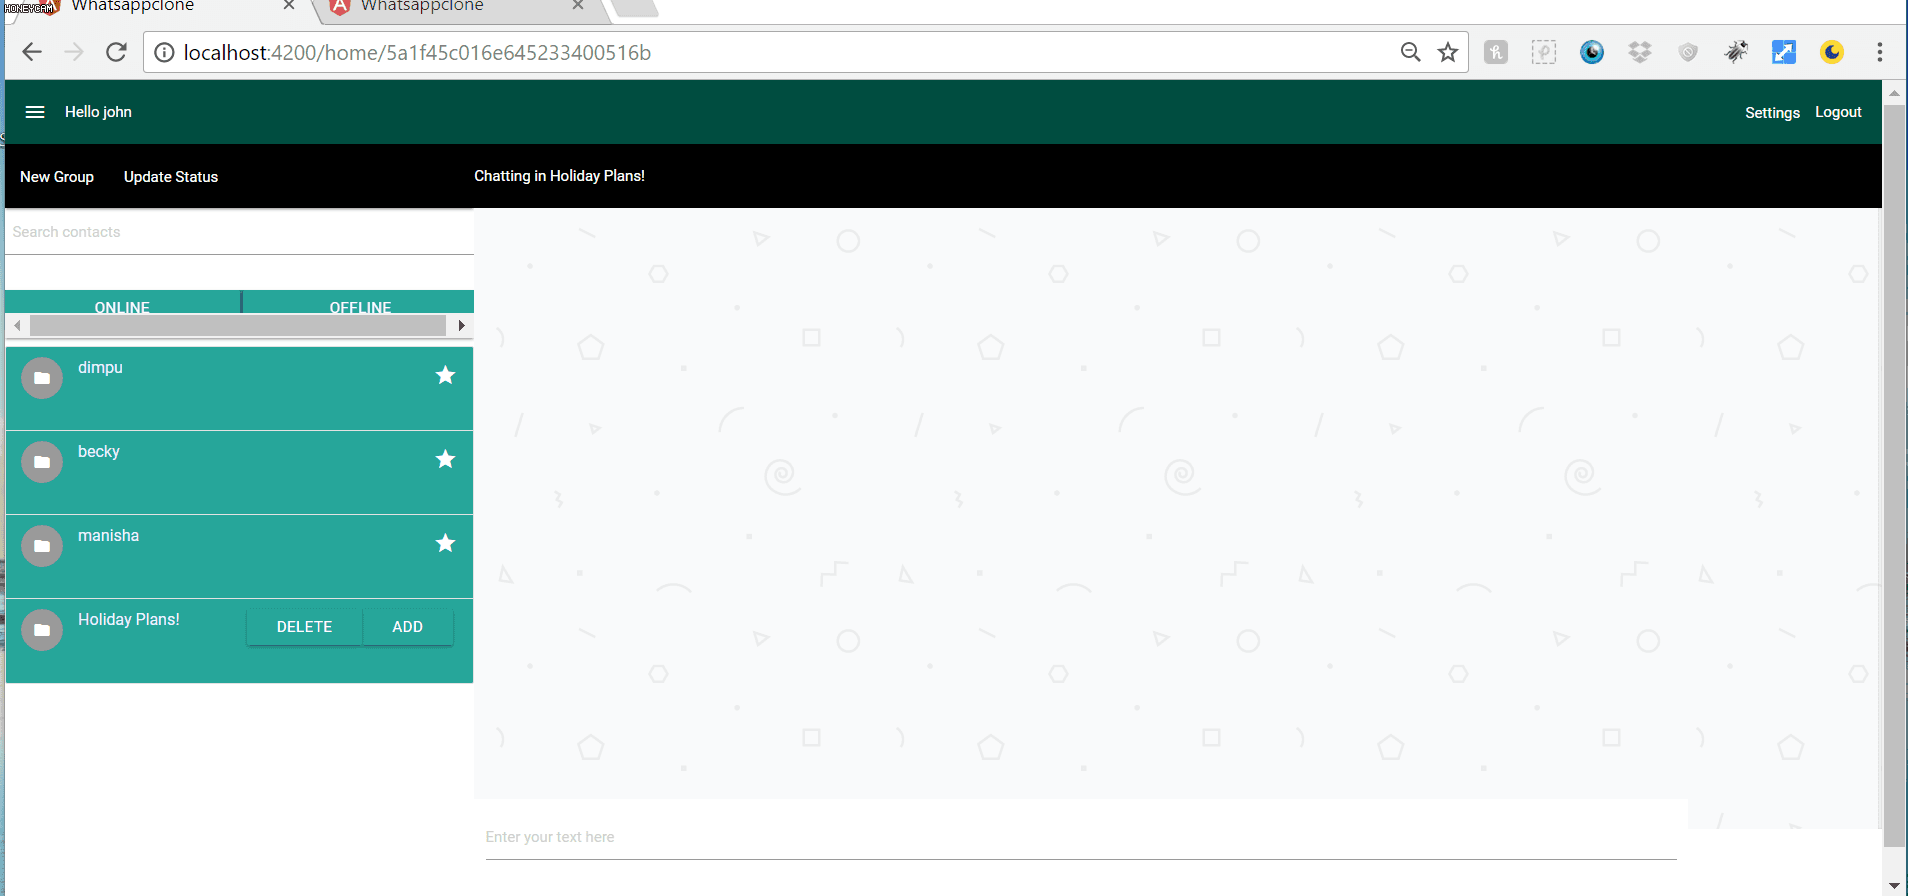 HONEYCAM
Whatsappclone
Whatsappclone
localhost:4200/home/5a1f45c016e645233400516b
Hello john
Settings
Logout
New Group
Update Status
Chatting in Holiday Plans!
Search contacts
ONLINE
OFFLINE
dimpu
becky
manisha
Holiday Plans!
DELETE
ADD
Enter your text here